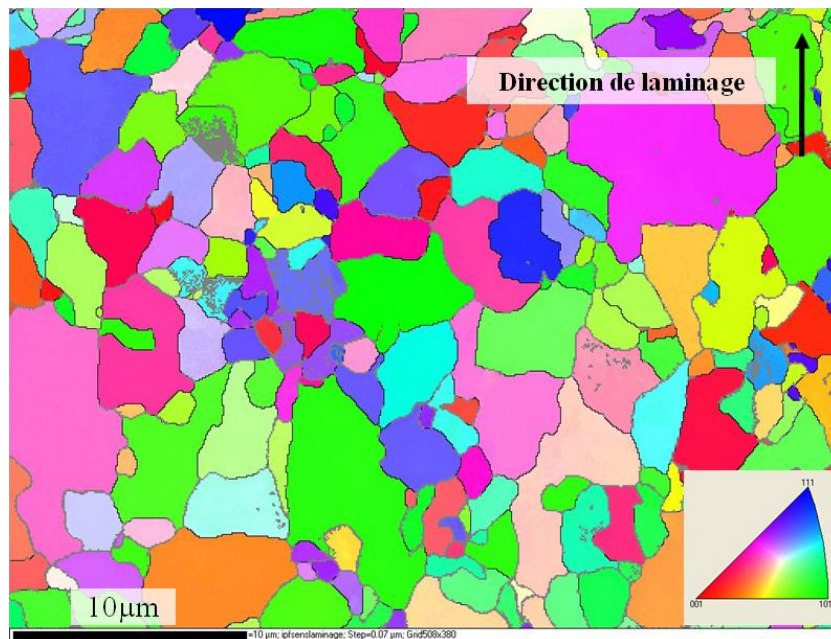 Direction de laminage
111
001
101
10µm
=10 µm; ipfsenslaminage; Step=0.07 µm; Grid508x380